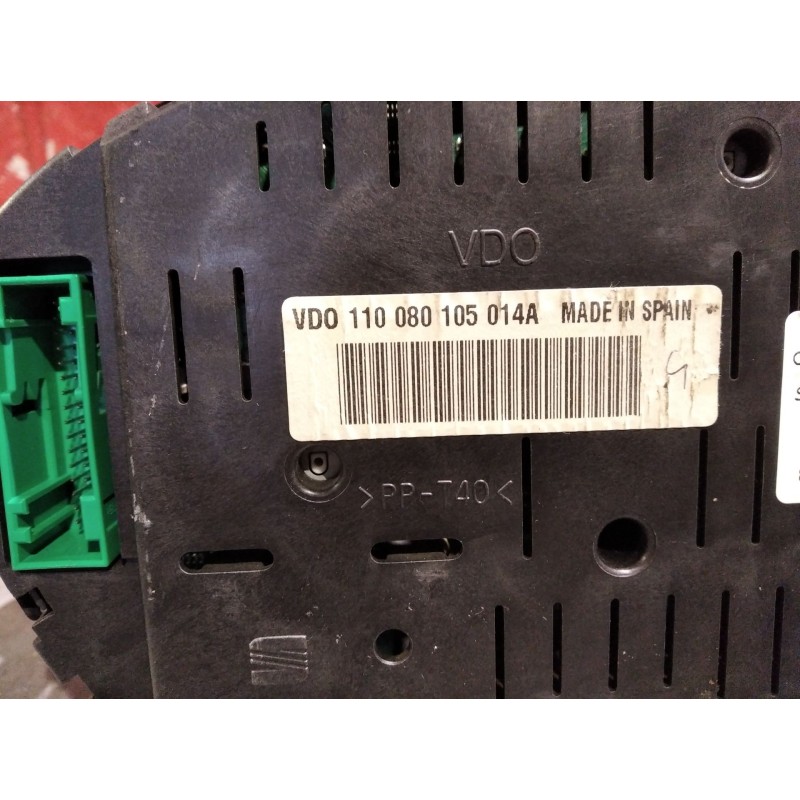 VDO
VDO 110 080 105 014A MADE IN SPAIN
>PP-T40<